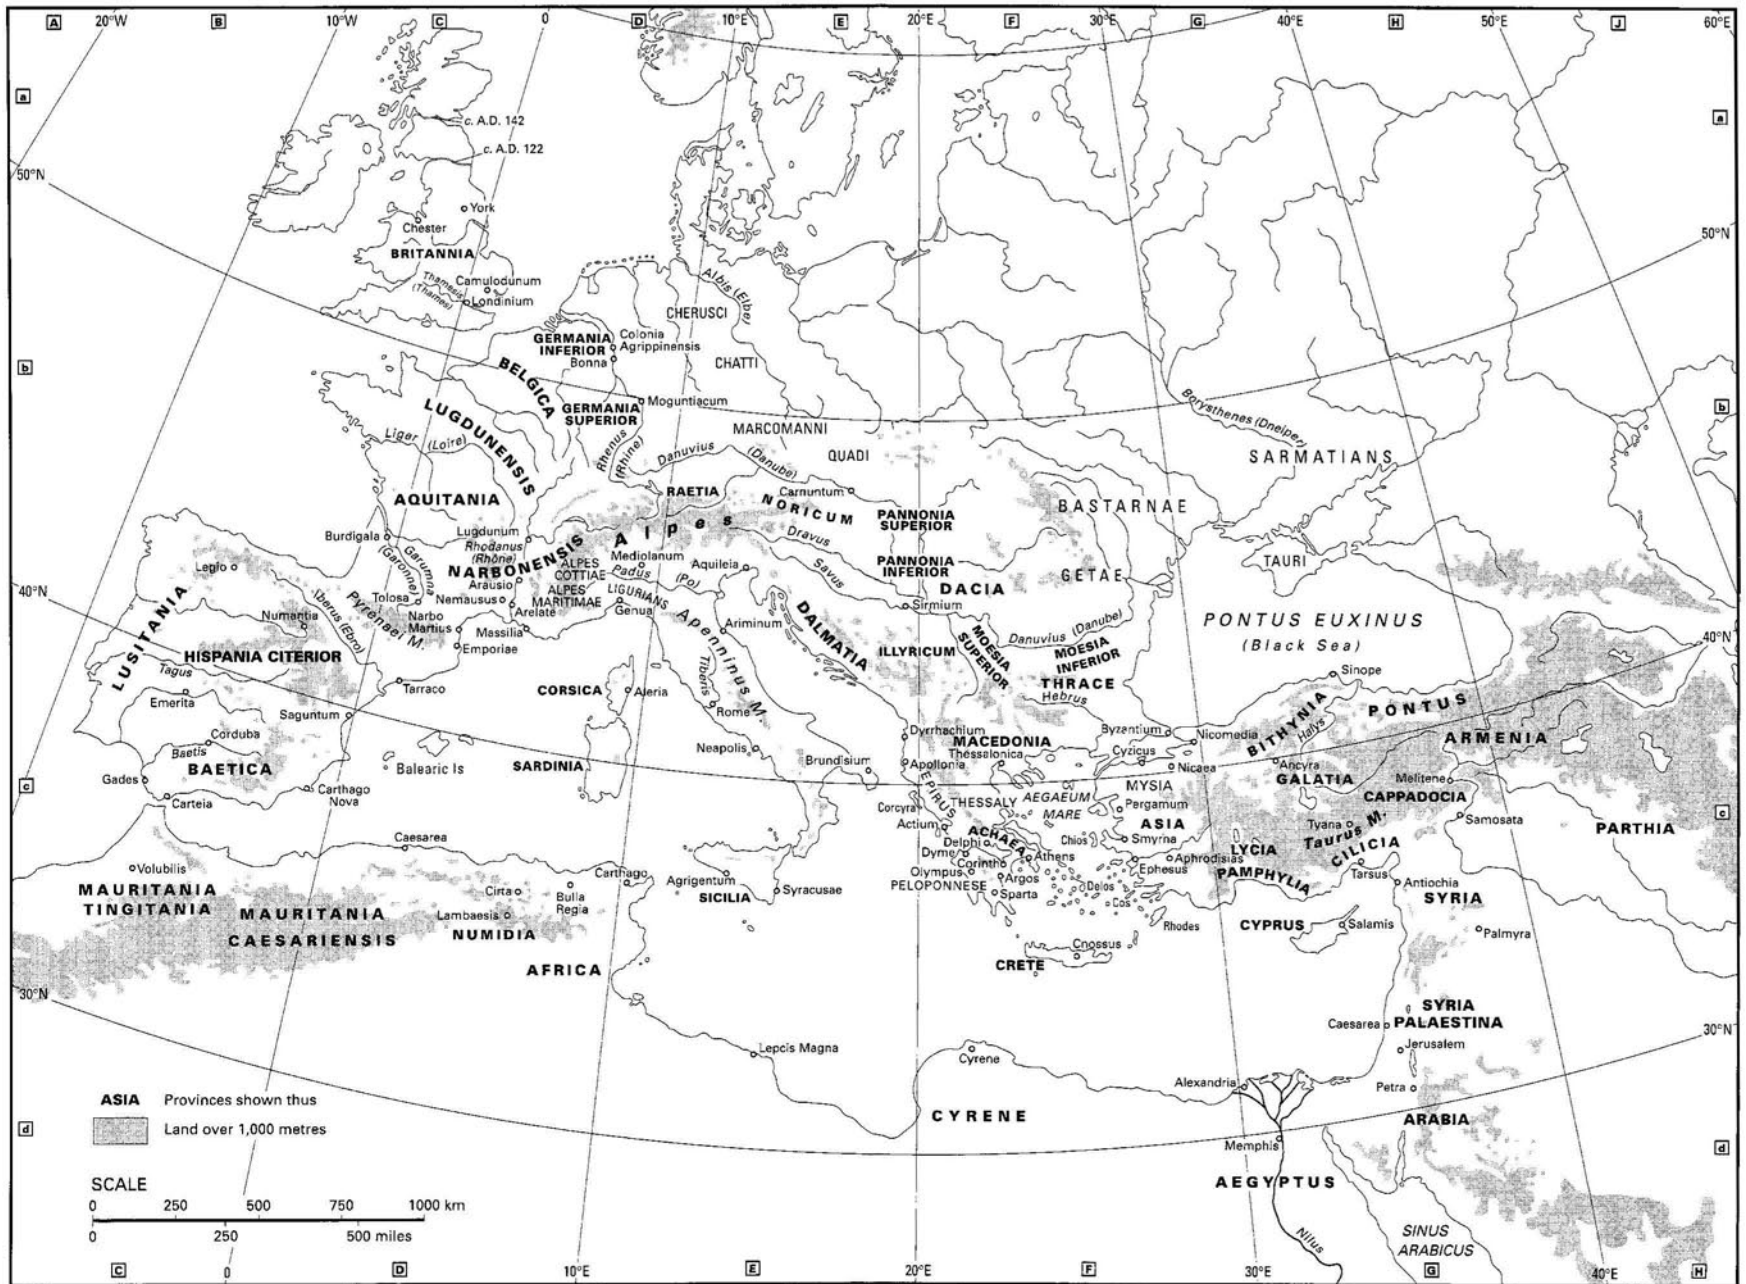 A 20°W B 10°W C 0 D 10°E E 20°E F 30°E G 40°E H 50°E J 60°E
a
a
c. A.D. 142
c. A.D. 122
50°N
50°N
York
Chester
BRITANNIA
Camulodunum
Thamesis
(Thames)
Londinium
Albis (Elbe)
CHERUSCI
GERMANIA
INFERIOR
Colonia
Agrippinensis
Bonna
CHATTI
b
b
BELGICA
LUGDUNENSIS
GERMANIA
SUPERIOR
Moguntiacum
MARCOMANNI
Borysthenes (Dneiper)
Liger (Loire)
Rhenus
(Rhine)
Danuvius (Danube)
QUADI
SARMATIANS
AQUITANIA
RAETIA
Carnuntum
NORICUM
PANNONIA
SUPERIOR
BASTARNAE
Burdigala
Garumna
(Garonne)
Lugdunum
Rhodanus
(Rhône)
Alpes
Dravus
NARBONENSIS
ALPES
COTTIAE
Mediolanum
Padus (Po)
Aquileia
Savus
PANNONIA
INFERIOR
DACIA
GETAE
TAURI
Legio
Arausio
ALPES
MARITIMAE
LIGURIANS
Tolosa
Nemausus
Arelate
Genua
Sirmium
40°N
40°N
LUSITANIA
Numantia
Iberus (Ebro)
Pyrenaei M.
Narbo
Martius
Massilia
Emporiae
Apenninus M.
Ariminum
DALMATIA
ILLYRICUM
MOESIA
SUPERIOR
Danuvius (Danube)
MOESIA
INFERIOR
PONTUS EUXINUS
(Black Sea)
HISPANIA CITERIOR
Tagus
Tarraco
CORSICA
Aleria
Tiberis
Rome
THRACE
Hebrus
Sinope
Emerita
Saguntum
BITHYNIA
Halys
PONTUS
Corduba
Baetis
BAETICA
Balearic Is
SARDINIA
Neapolis
Brundisium
Dyrrhachium
MACEDONIA
Thessalonica
Apollonia
Byzantium
Nicomedia
Cyzicus
Nicaea
Ancyra
ARMENIA
c
c
Gades
Carteia
Carthago
Nova
EPIRUS
Corcyra
THESSALY
AEGAEUM
MARE
MYSIA
Pergamum
GALATIA
Melitene
CAPPADOCIA
Actium
ACHAEA
Chios
ASIA
Smyrna
Tyana
Taurus M.
Samosata
PARTHIA
Caesarea
Delphi
Dyme
Athens
LYCIA
CILICIA
Volubilis
Corinth
Aphrodisias
Ephesus
Carthago
Agrigentum
Olympus
PELOPONNESE
Argos
Delos
PAMPHYLIA
Tarsus
Antiochia
MAURITANIA
TINGITANIA
Cirta
Bulla
Regia
Syracusae
SICILIA
Sparta
Cos
SYRIA
MAURITANIA
CAESARIENSIS
Lambaesis
NUMIDIA
Rhodes
CYPRUS
Salamis
Palmyra
AFRICA
Cnossus
CRETE
30°N
30°N
SYRIA
PALAESTINA
Caesarea
Jerusalem
Lepcis Magna
Cyrene
Alexandria
Petra
CYRENE
ARABIA
d
d
Memphis
AEGYPTUS
Nilus
SINUS
ARABICUS
ASIA Provinces shown thus
Land over 1,000 metres
SCALE
0 250 500 750 1000 km
0 250 500 miles
C 0 D 10°E E 20°E F 30°E G 40°E H